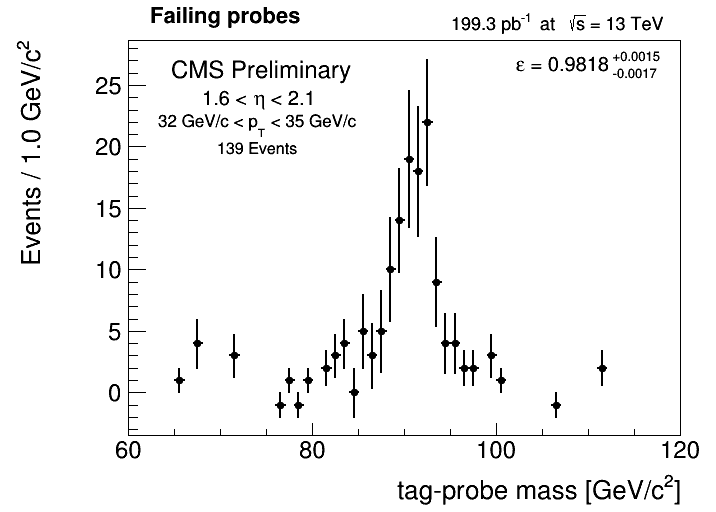 Failing probes
199.3 pb⁻¹ at √s = 13 TeV
CMS Preliminary
ε = 0.9818 +0.0015 -0.0017
1.6 < η < 2.1
32 GeV/c < p_T < 35 GeV/c
139 Events
Events / 1.0 GeV/c²
25
20
15
10
5
0
60 80 100 120
tag-probe mass [GeV/c²]